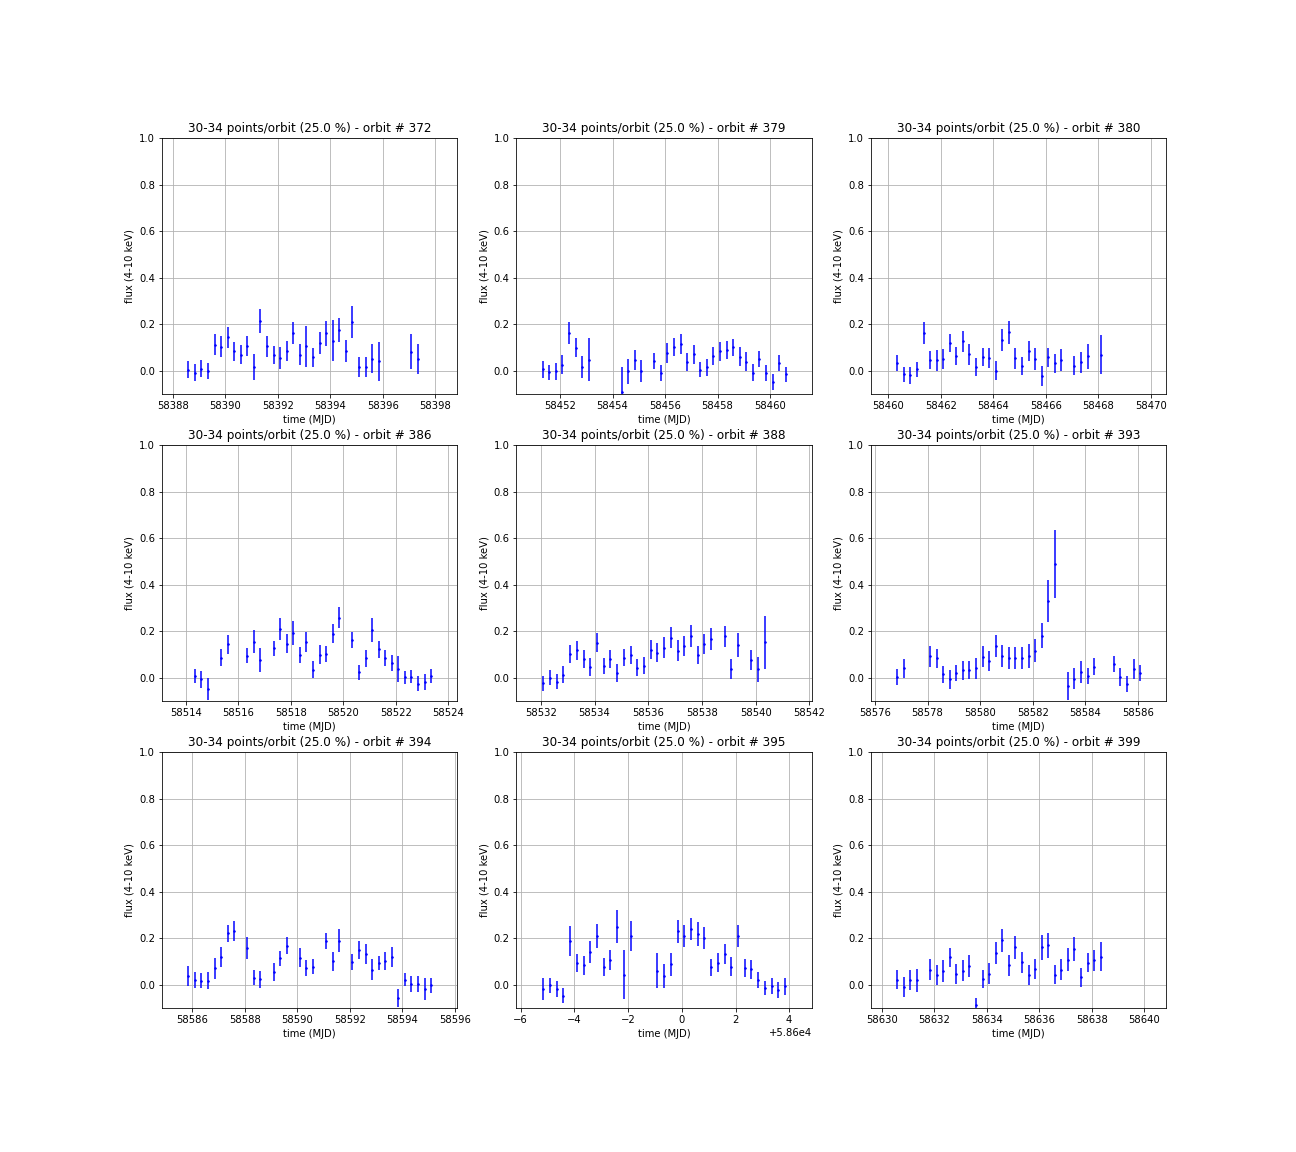 30-34 points/orbit (25.0 %) - orbit # 372
1.0
0.8
0.6
0.4
0.2
0.0
flux (4-10 keV)
58388 58390 58392 58394 58396 58398
time (MJD)
30-34 points/orbit (25.0 %) - orbit # 379
1.0
0.8
0.6
0.4
0.2
0.0
flux (4-10 keV)
58452 58454 58456 58458 58460
time (MJD)
30-34 points/orbit (25.0 %) - orbit # 380
1.0
0.8
0.6
0.4
0.2
0.0
flux (4-10 keV)
58460 58462 58464 58466 58468 58470
time (MJD)
30-34 points/orbit (25.0 %) - orbit # 386
1.0
0.8
0.6
0.4
0.2
0.0
flux (4-10 keV)
58514 58516 58518 58520 58522 58524
time (MJD)
30-34 points/orbit (25.0 %) - orbit # 388
1.0
0.8
0.6
0.4
0.2
0.0
flux (4-10 keV)
58532 58534 58536 58538 58540 58542
time (MJD)
30-34 points/orbit (25.0 %) - orbit # 393
1.0
0.8
0.6
0.4
0.2
0.0
flux (4-10 keV)
58576 58578 58580 58582 58584 58586
time (MJD)
30-34 points/orbit (25.0 %) - orbit # 394
1.0
0.8
0.6
0.4
0.2
0.0
flux (4-10 keV)
58586 58588 58590 58592 58594 58596
time (MJD)
30-34 points/orbit (25.0 %) - orbit # 395
1.0
0.8
0.6
0.4
0.2
0.0
flux (4-10 keV)
−6 −4 −2 0 2 4
time (MJD)
+5.86e4
30-34 points/orbit (25.0 %) - orbit # 399
1.0
0.8
0.6
0.4
0.2
0.0
flux (4-10 keV)
58630 58632 58634 58636 58638 58640
time (MJD)